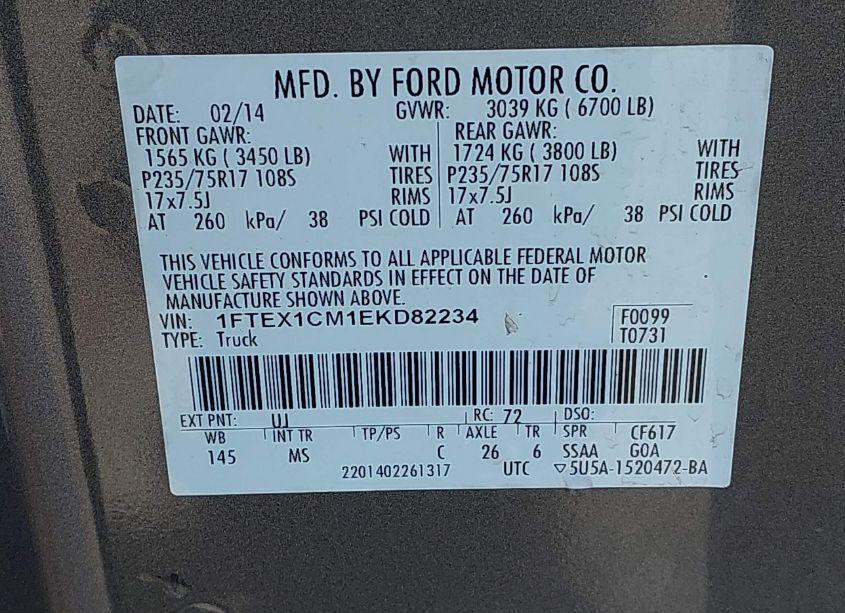 MFD. BY FORD MOTOR CO.
DATE: 02/14 GVWR: 3039 KG ( 6700 LB)
FRONT GAWR: REAR GAWR:
1565 KG ( 3450 LB) WITH 1724 KG ( 3800 LB) WITH
P235/75R17 108S TIRES P235/75R17 108S TIRES
17x7.5J RIMS 17x7.5J RIMS
AT 260 kPa/ 38 PSI COLD AT 260 kPa/ 38 PSI COLD
THIS VEHICLE CONFORMS TO ALL APPLICABLE FEDERAL MOTOR
VEHICLE SAFETY STANDARDS IN EFFECT ON THE DATE OF
MANUFACTURE SHOWN ABOVE.
VIN: 1FTEX1CM1EKD82234 F0099
TYPE: Truck T0731
EXT PNT: UJ RC: 72 DSO:
WB INT TR TP/PS R AXLE TR SPR CF617
145 MS C 26 6 SSAA GOA
2201402261317 UTC ▽5U5A-1520472-BA